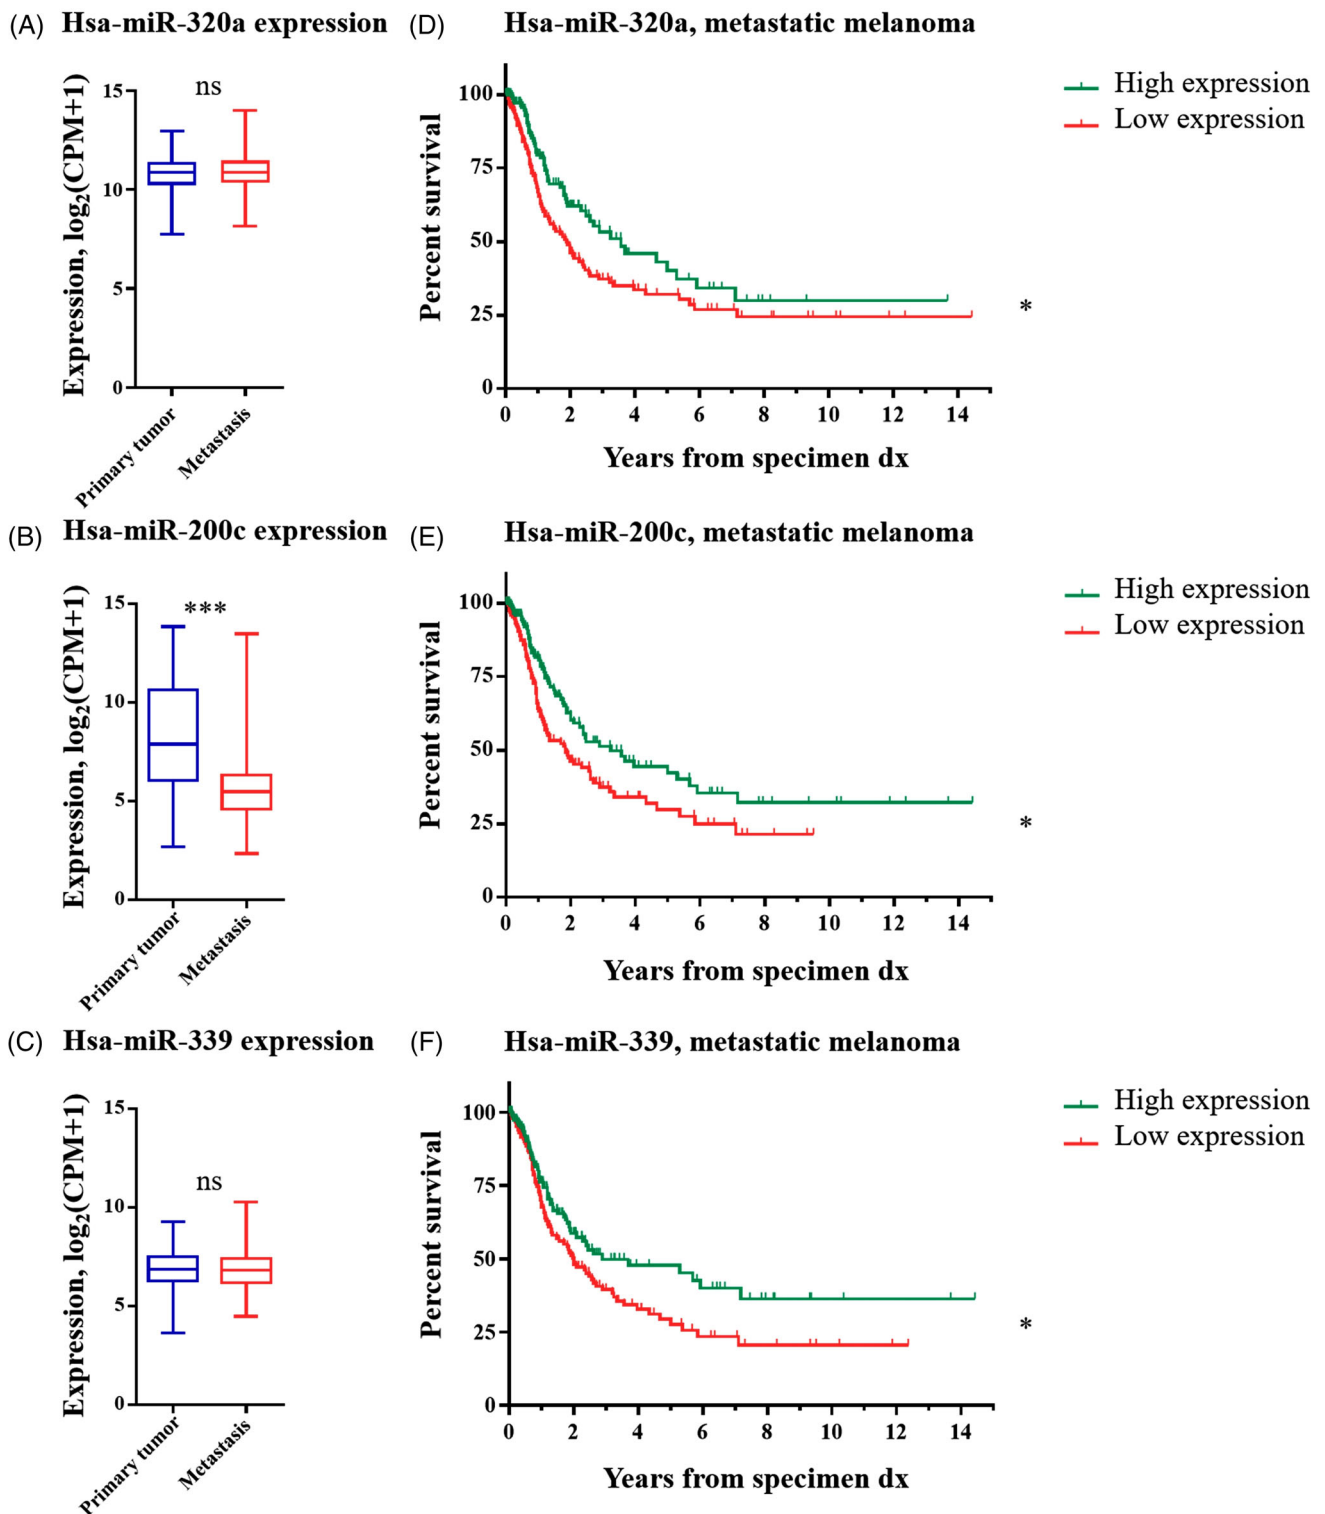 (A) Hsa-miR-320a expression
Expression, log2(CPM+1)
15
10
5
0
ns
Primary tumor
Metastasis
(D) Hsa-miR-320a, metastatic melanoma
Percent survival
100
75
50
25
0
0 2 4 6 8 10 12 14
Years from specimen dx
High expression
Low expression
*
(B) Hsa-miR-200c expression
Expression, log2(CPM+1)
15
10
5
0
***
Primary tumor
Metastasis
(E) Hsa-miR-200c, metastatic melanoma
Percent survival
100
75
50
25
0
0 2 4 6 8 10 12 14
Years from specimen dx
High expression
Low expression
*
(C) Hsa-miR-339 expression
Expression, log2(CPM+1)
15
10
5
0
ns
Primary tumor
Metastasis
(F) Hsa-miR-339, metastatic melanoma
Percent survival
100
75
50
25
0
0 2 4 6 8 10 12 14
Years from specimen dx
High expression
Low expression
*